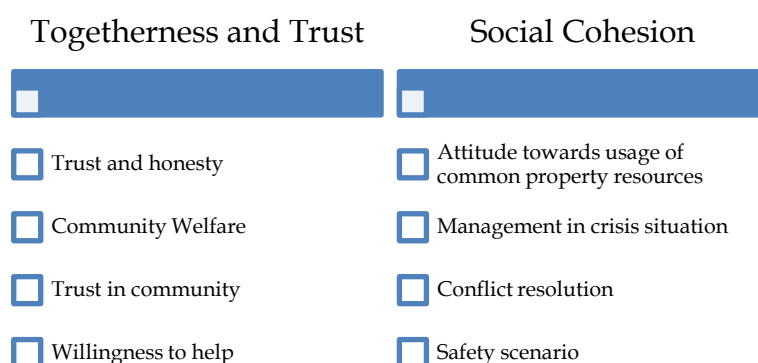 Togetherness and Trust
Trust and honesty
Community Welfare
Trust in community
Willingness to help
Social Cohesion
Attitude towards usage of
common property resources
Management in crisis situation
Conflict resolution
Safety scenario